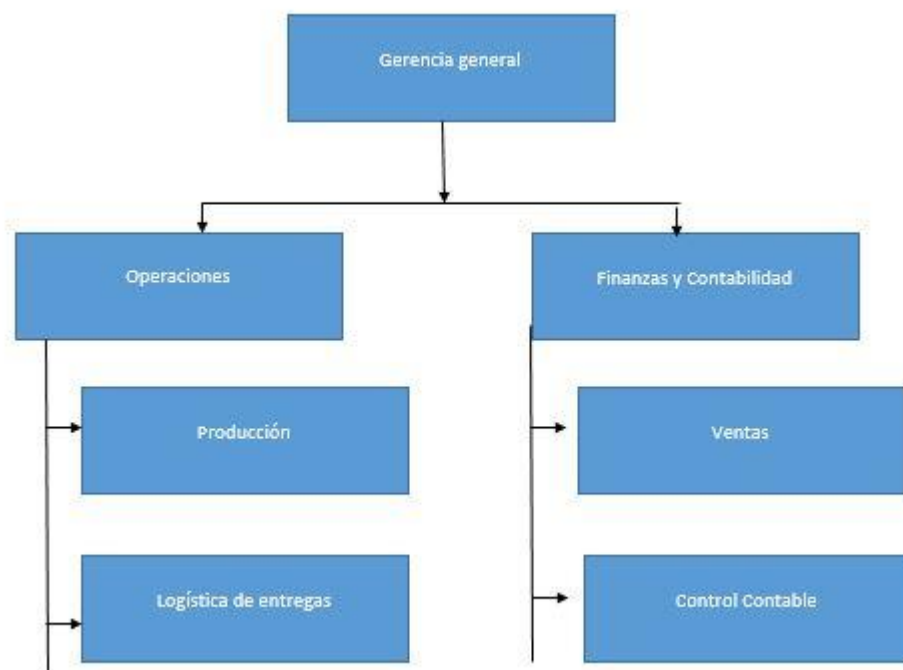 Gerencia general
Operaciones
Finanzas y Contabilidad
Producción
Ventas
Logística de entregas
Control Contable